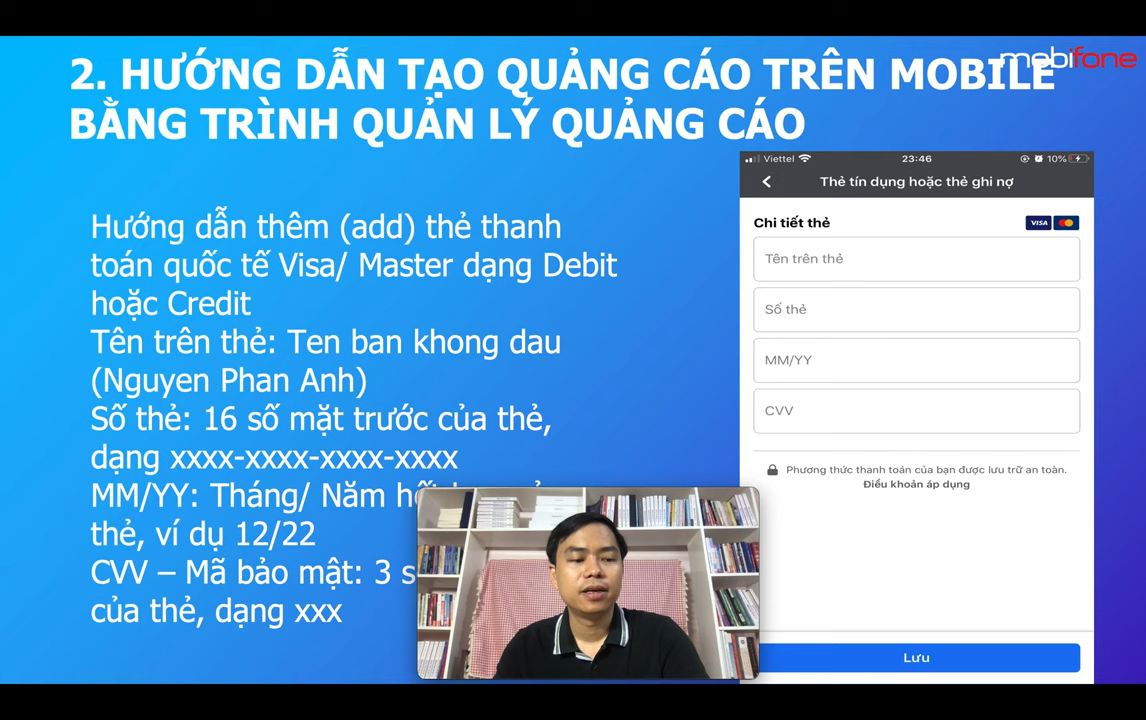 2. HƯỚNG DẪN TẠO QUẢNG CÁO TRÊN MOBILE
BẰNG TRÌNH QUẢN LÝ QUẢNG CÁO
mobifone
Hướng dẫn thêm (add) thẻ thanh
toán quốc tế Visa/ Master dạng Debit
hoặc Credit
Tên trên thẻ: Ten ban khong dau
(Nguyen Phan Anh)
Số thẻ: 16 số mặt trước của thẻ,
dạng xxxx-xxxx-xxxx-xxxx
MM/YY: Tháng/ Năm
thẻ, ví dụ 12/22
CVV – Mã bảo mật: 3
của thẻ, dạng xxx
Viettel 23:46 10%
Thẻ tín dụng hoặc thẻ ghi nợ
Chi tiết thẻ VISA
Tên trên thẻ
Số thẻ
MM/YY
CVV
Phương thức thanh toán của bạn được lưu trữ an toàn.
Điều khoản áp dụng
Lưu